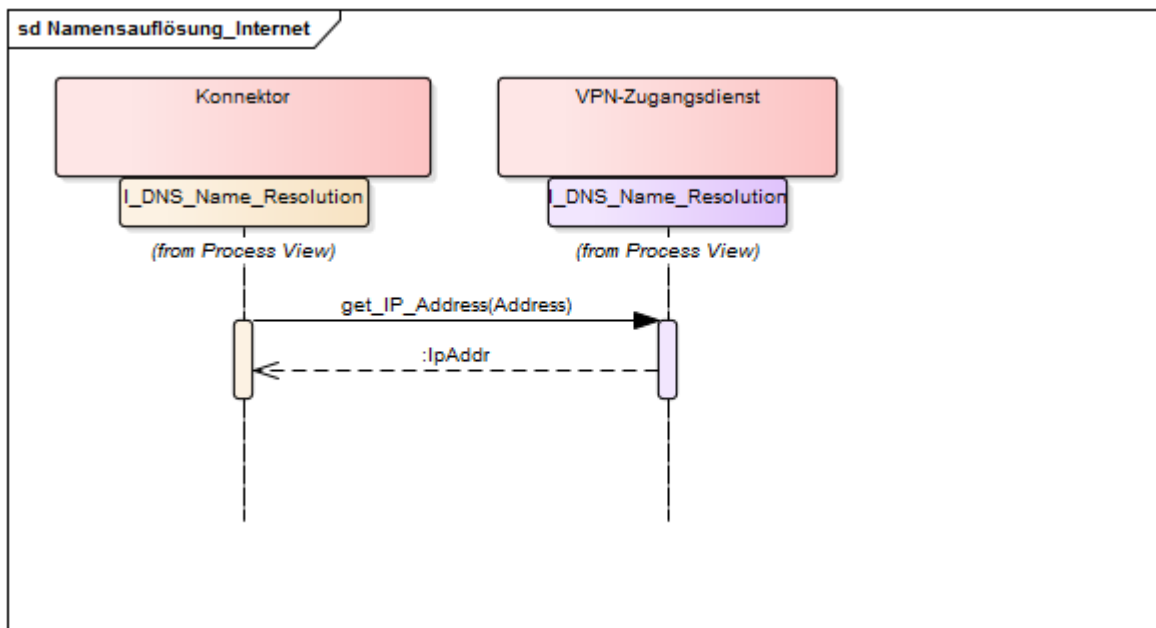 sd Namensauflösung_Internet
Konnektor
VPN-Zugangsdienst
I_DNS_Name_Resolution
I_DNS_Name_Resolution
(from Process View)
(from Process View)
get_IP_Address(Address)
:IpAddr